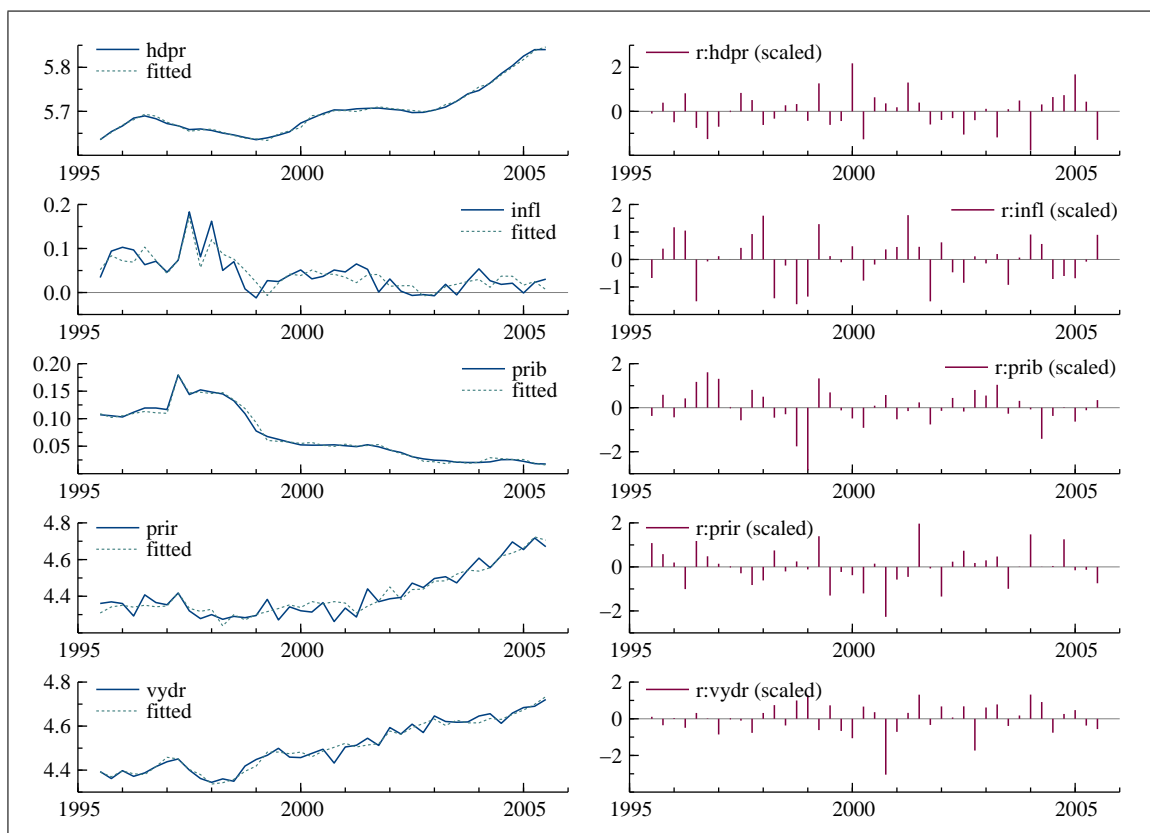 hdpr
fitted
5.8
5.7
1995 2000 2005
r:hdpr (scaled)
2
0
1995 2000 2005
0.2
0.1
0.0
infl
fitted
1995 2000 2005
r:infl (scaled)
2
1
0
−1
1995 2000 2005
0.20
0.15
0.10
0.05
prib
fitted
1995 2000 2005
r:prib (scaled)
2
0
−2
1995 2000 2005
4.8
4.6
4.4
prir
fitted
1995 2000 2005
r:prir (scaled)
2
0
−2
1995 2000 2005
4.8
4.6
4.4
vydr
fitted
1995 2000 2005
r:vydr (scaled)
2
0
−2
1995 2000 2005